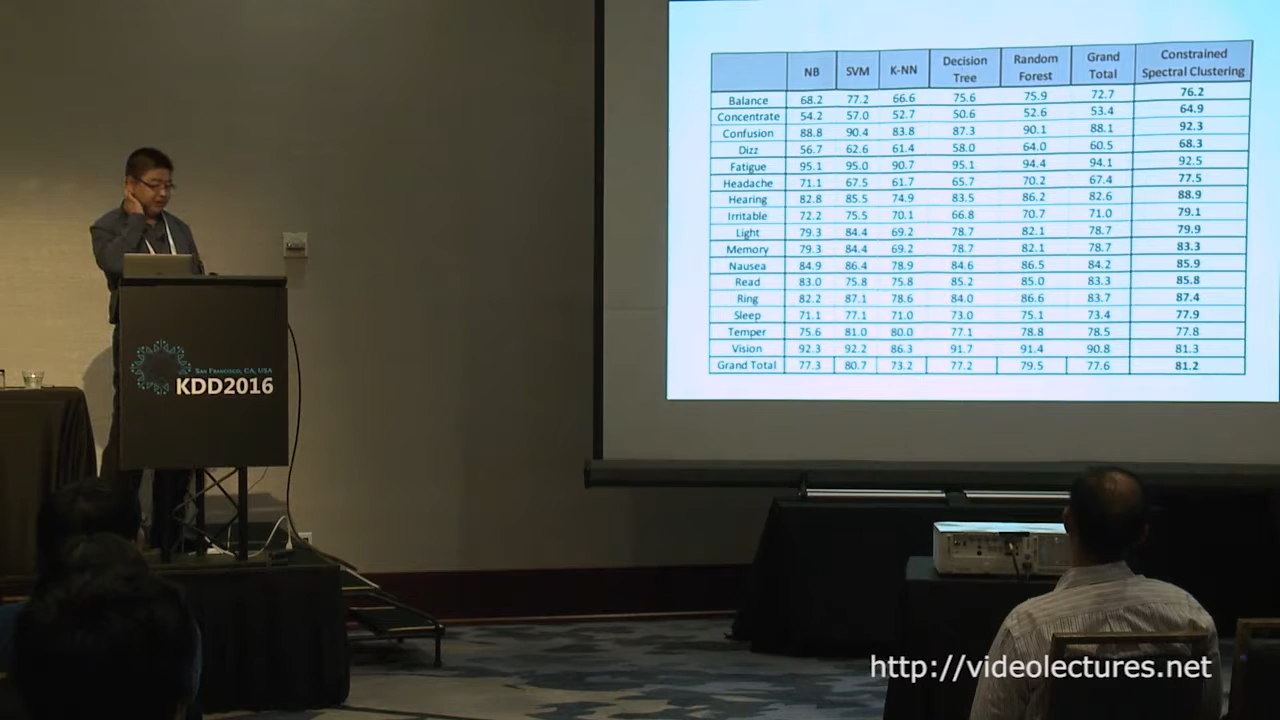 NB SVM K-NN Decision Tree Random Forest Grand Total Constrained Spectral Clustering
Balance 68.2 77.2 66.6 75.6 75.9 72.7 76.2
Concentrate 54.2 57.0 52.7 50.6 52.6 53.4 64.9
Confusion 88.8 90.4 83.8 87.3 90.1 88.1 92.3
Dizz 56.7 62.6 61.4 58.0 64.0 60.5 68.3
Fatigue 95.1 95.0 90.7 95.1 94.4 94.1 92.5
Headache 71.1 67.5 61.7 65.7 70.2 67.4 77.5
Hearing 82.8 85.5 74.9 83.5 86.2 82.6 88.9
Irritable 72.2 75.5 70.1 66.8 70.7 71.0 79.1
Light 79.3 84.4 69.2 78.7 82.1 78.7 79.9
Memory 79.3 84.4 69.2 78.7 82.1 78.7 83.3
Nausea 84.9 86.4 78.9 84.6 86.5 84.2 85.9
Read 83.0 75.8 75.8 85.2 85.0 83.3 85.8
Ring 82.2 87.1 78.6 84.0 86.6 83.7 87.4
Sleep 71.1 77.1 71.0 73.0 75.1 73.4 77.9
Temper 75.6 81.0 80.0 77.1 78.8 78.5 77.8
Vision 92.3 92.2 86.3 91.7 91.4 90.8 81.3
Grand Total 77.3 80.7 73.2 77.2 79.5 77.6 81.2
SAN FRANCISCO, CA, USA
KDD2016
http://videolectures.net